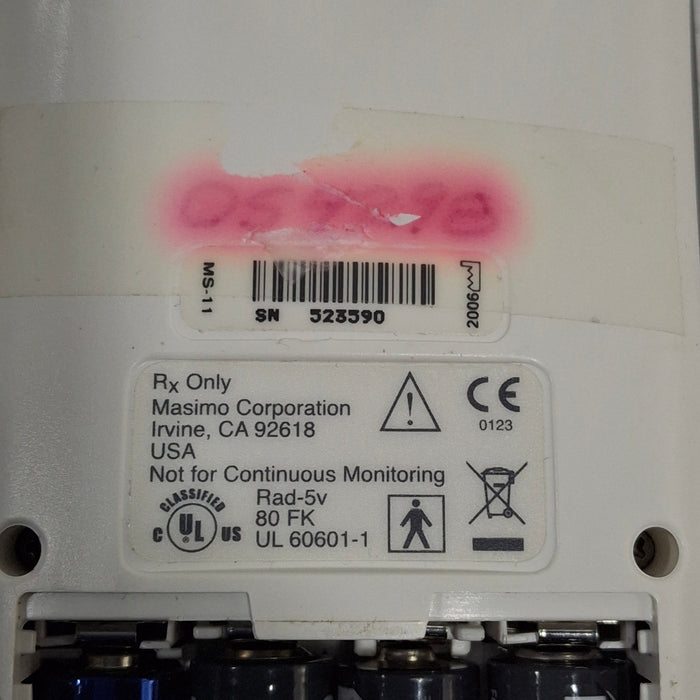 MS-11
SN 523590
2006
Rx Only
Masimo Corporation
Irvine, CA 92618
USA
Not for Continuous Monitoring
CE
0123
CLASSIFIED
C UL US
Rad-5v
80 FK
UL 60601-1